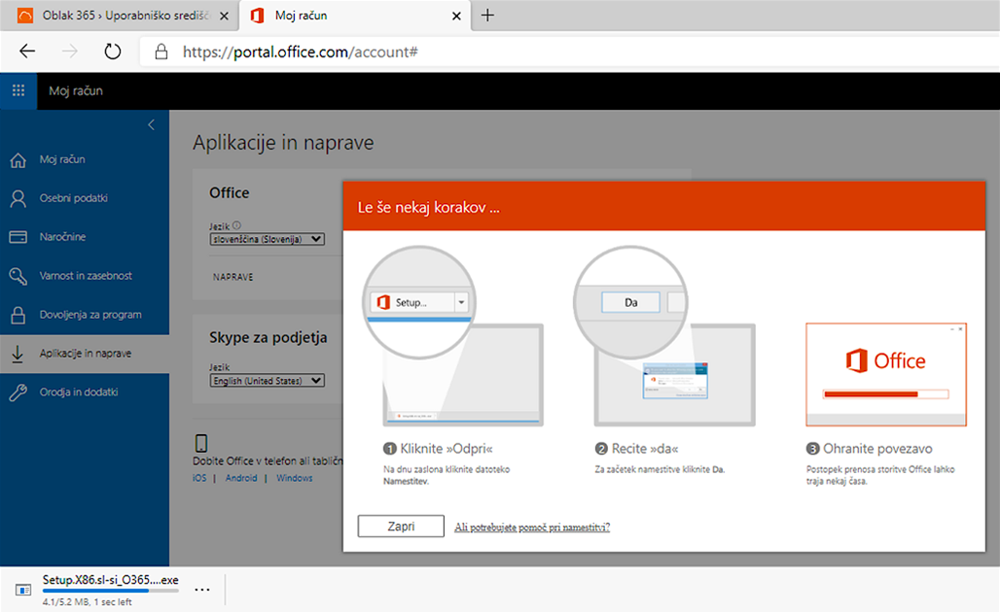 Oblak 365 › Uporabniško središč
Moj račun
https://portal.office.com/account#
Moj račun
Aplikacije in naprave
Moj račun
Osebni podatki
Naročnine
Varnost in zasebnost
Dovoljenja za program
Aplikacije in naprave
Orodja in dodatki
Office
Jezik
slovenščina (Slovenija)
NAPRAVE
Skype za podjetja
Jezik
English (United States)
Dobite Office v telefon ali tabličn
iOS | Android | Windows
Le še nekaj korakov ...
Setup...
Da
Office
1 Kliknite »Odpri«
Na dnu zaslona kliknite datoteko
Namestitev.
2 Recite »da«
Za začetek namestitve kliknite Da.
3 Ohranite povezavo
Postopek prenosa storitve Office lahko
traja nekaj časa.
Zapri
Ali potrebujete pomoč pri namestitvi?
Setup.X86.sl-si_O365....exe
4.1/5.2 MB, 1 sec left